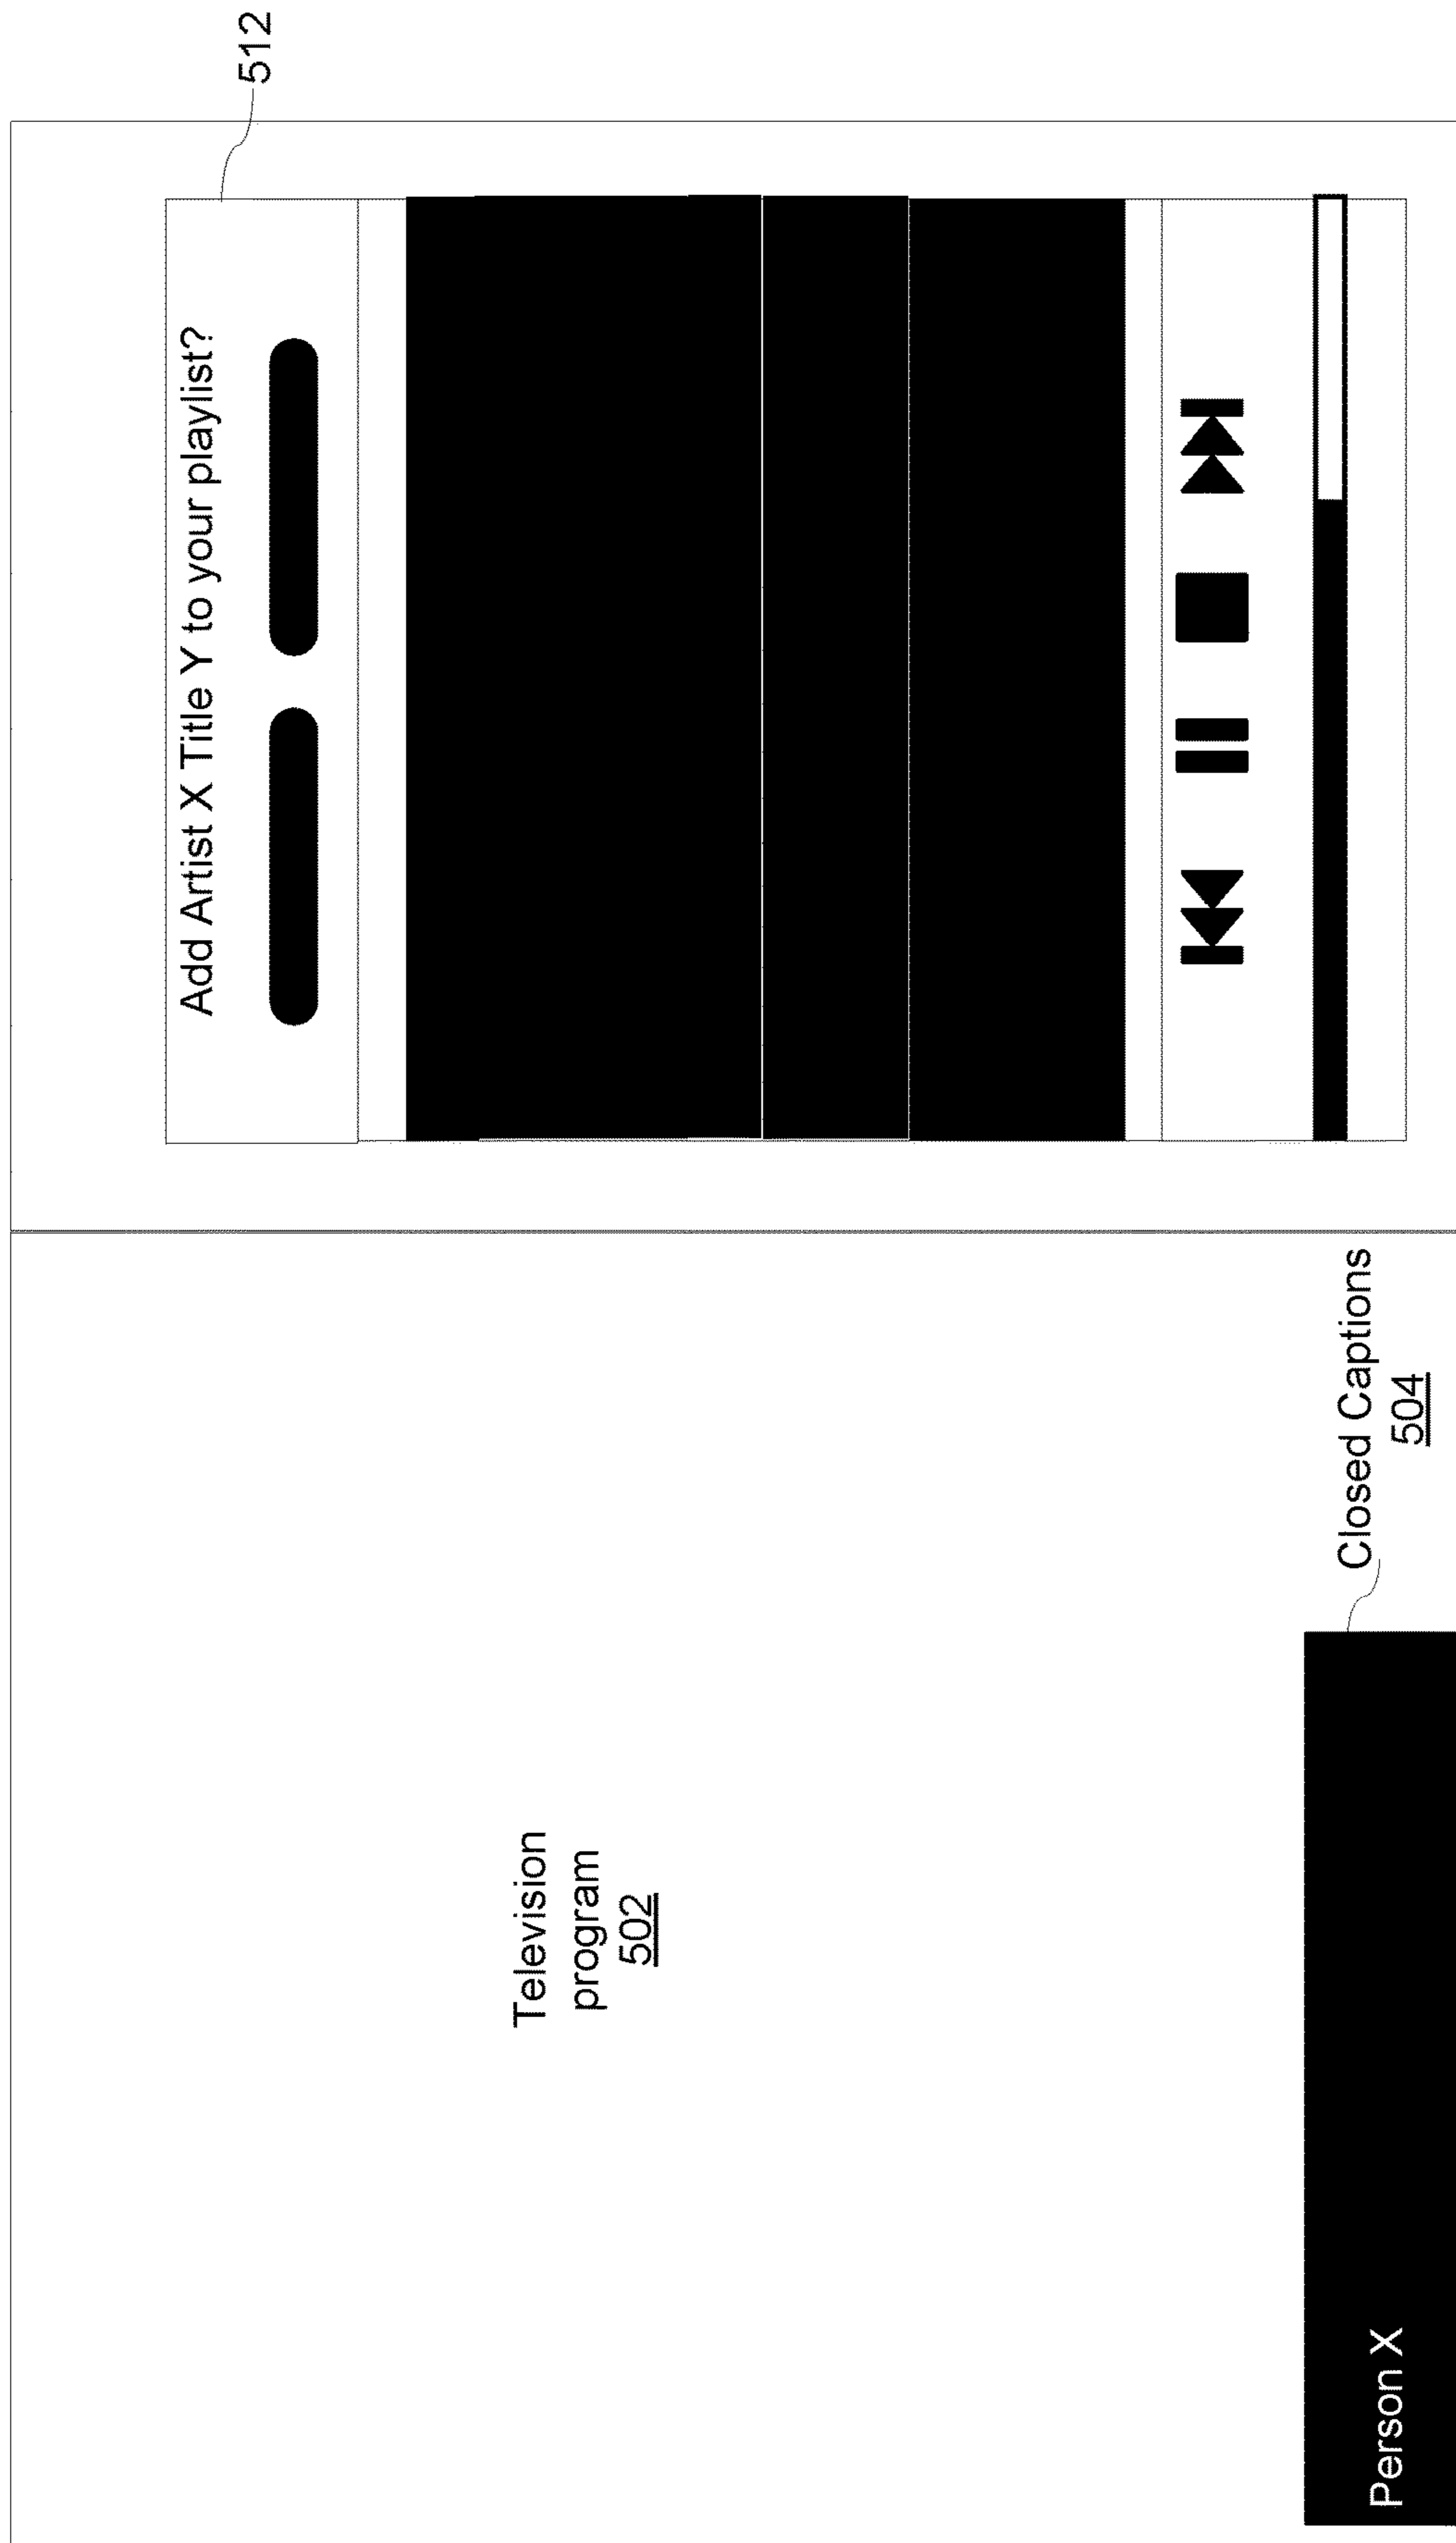 Television
program
502
Person X
Closed Captions
504
Add Artist X Title Y to your playlist?
512